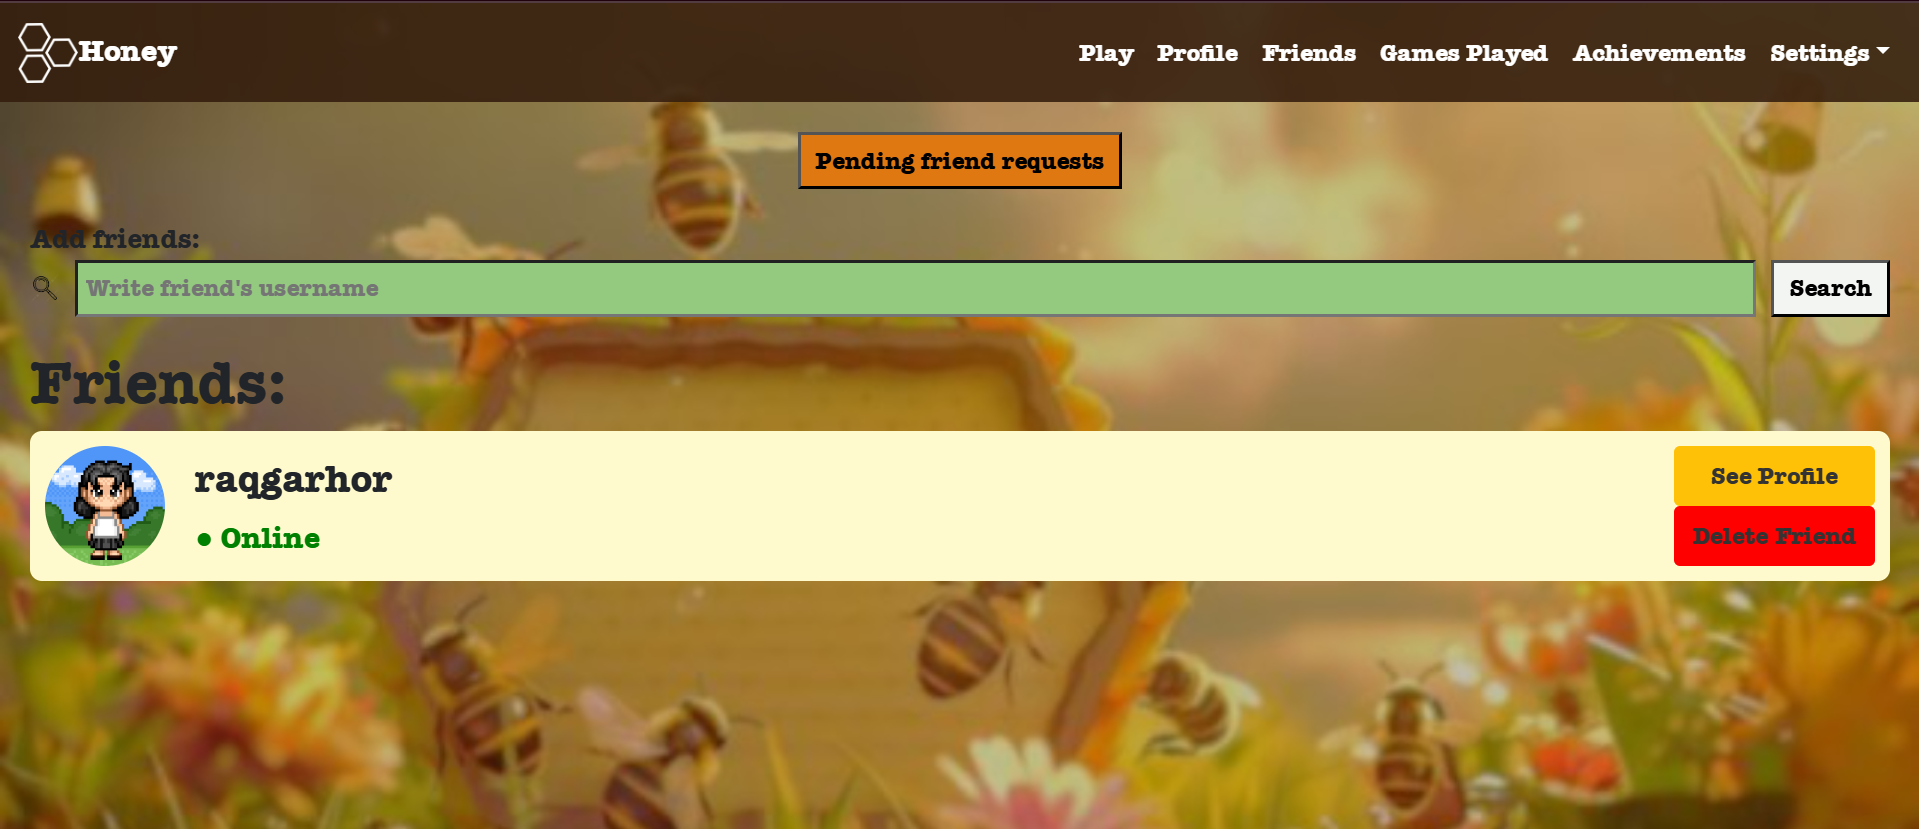 Honey
Play Profile Friends Games Played Achievements Settings
Pending friend requests
Add friends:
Write friend's username
Search
Friends:
raqgarhor
● Online
See Profile
Delete Friend